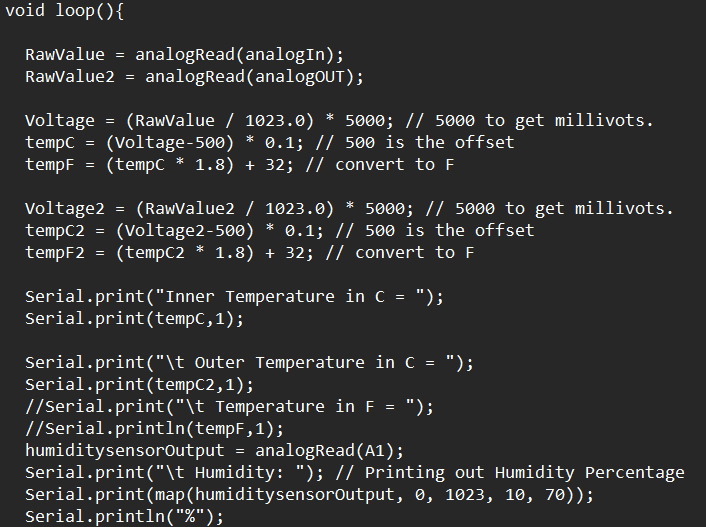 void loop(){
RawValue = analogRead(analogIn);
RawValue2 = analogRead(analogOUT);
Voltage = (RawValue / 1023.0) * 5000; // 5000 to get millivots.
tempC = (Voltage-500) * 0.1; // 500 is the offset
tempF = (tempC * 1.8) + 32; // convert to F
Voltage2 = (RawValue2 / 1023.0) * 5000; // 5000 to get millivots.
tempC2 = (Voltage2-500) * 0.1; // 500 is the offset
tempF2 = (tempC2 * 1.8) + 32; // convert to F
Serial.print("Inner Temperature in C = ");
Serial.print(tempC,1);
Serial.print("\t Outer Temperature in C = ");
Serial.print(tempC2,1);
//Serial.print("\t Temperature in F = ");
//Serial.println(tempF,1);
humiditysensorOutput = analogRead(A1);
Serial.print("\t Humidity: "); // Printing out Humidity Percentage
Serial.print(map(humiditysensorOutput, 0, 1023, 10, 70));
Serial.println("%");